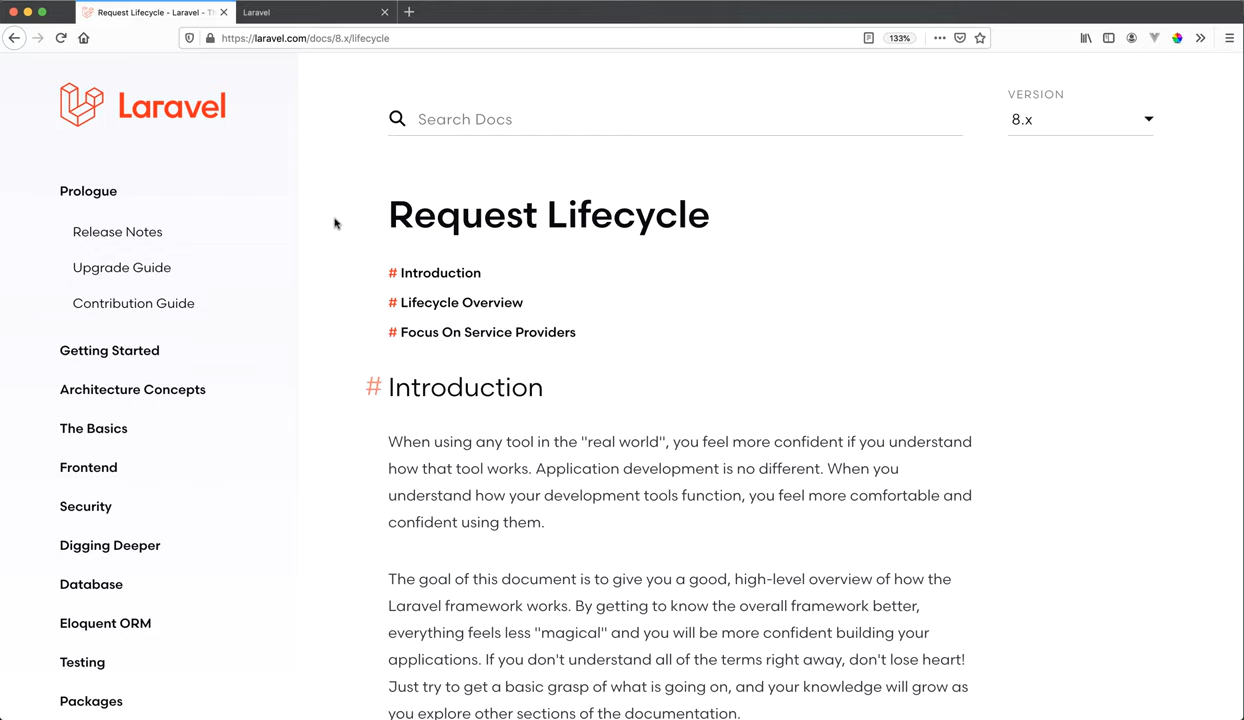 Request Lifecycle - Laravel - Th
Laravel
https://laravel.com/docs/8.x/lifecycle
133%
Laravel
Search Docs
VERSION
8.x
Prologue
Release Notes
Upgrade Guide
Contribution Guide
Getting Started
Architecture Concepts
The Basics
Frontend
Security
Digging Deeper
Database
Eloquent ORM
Testing
Packages
Request Lifecycle
# Introduction
# Lifecycle Overview
# Focus On Service Providers
# Introduction
When using any tool in the "real world", you feel more confident if you understand
how that tool works. Application development is no different. When you
understand how your development tools function, you feel more comfortable and
confident using them.
The goal of this document is to give you a good, high-level overview of how the
Laravel framework works. By getting to know the overall framework better,
everything feels less "magical" and you will be more confident building your
applications. If you don't understand all of the terms right away, don't lose heart!
Just try to get a basic grasp of what is going on, and your knowledge will grow as
you explore other sections of the documentation.